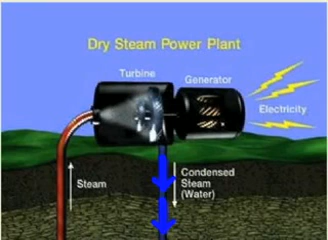 Dry Steam Power Plant
Turbine
Generator
Electricity
Steam
Condensed
Steam
(Water)